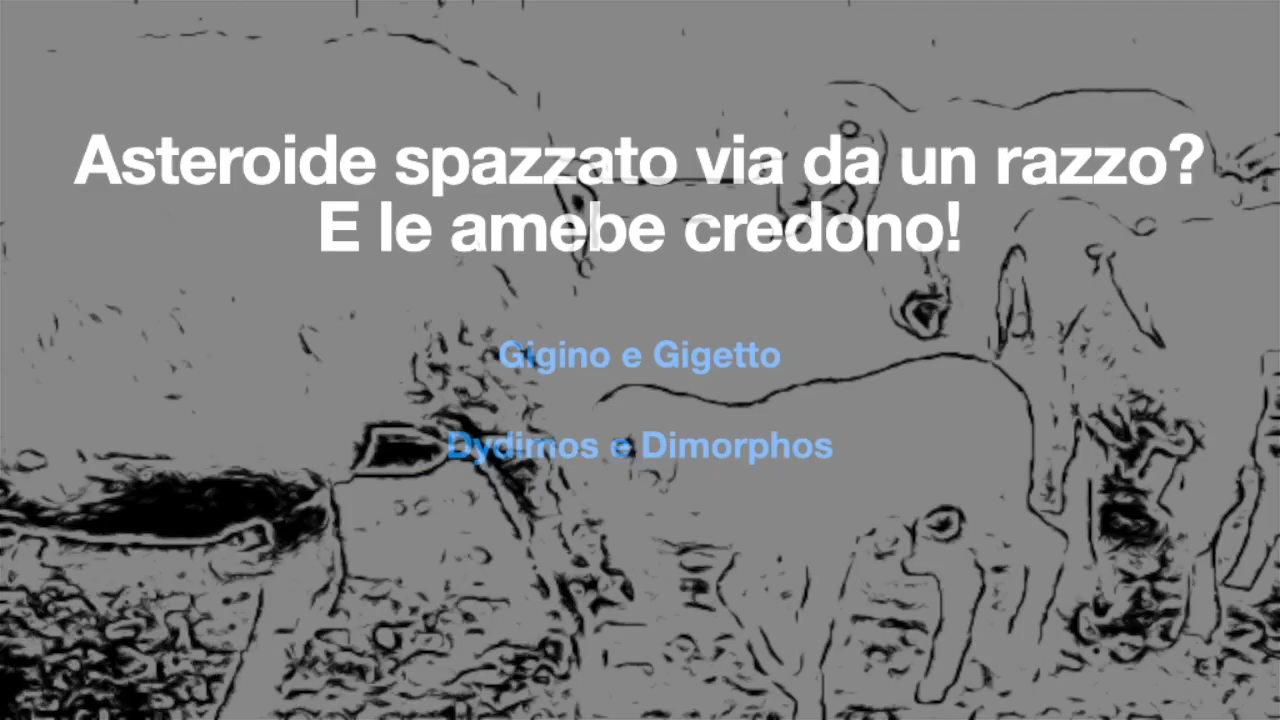 Asteroide spazzato via da un razzo?
E le amebe credono!
Gigino e Gigetto
Dydimos e Dimorphos